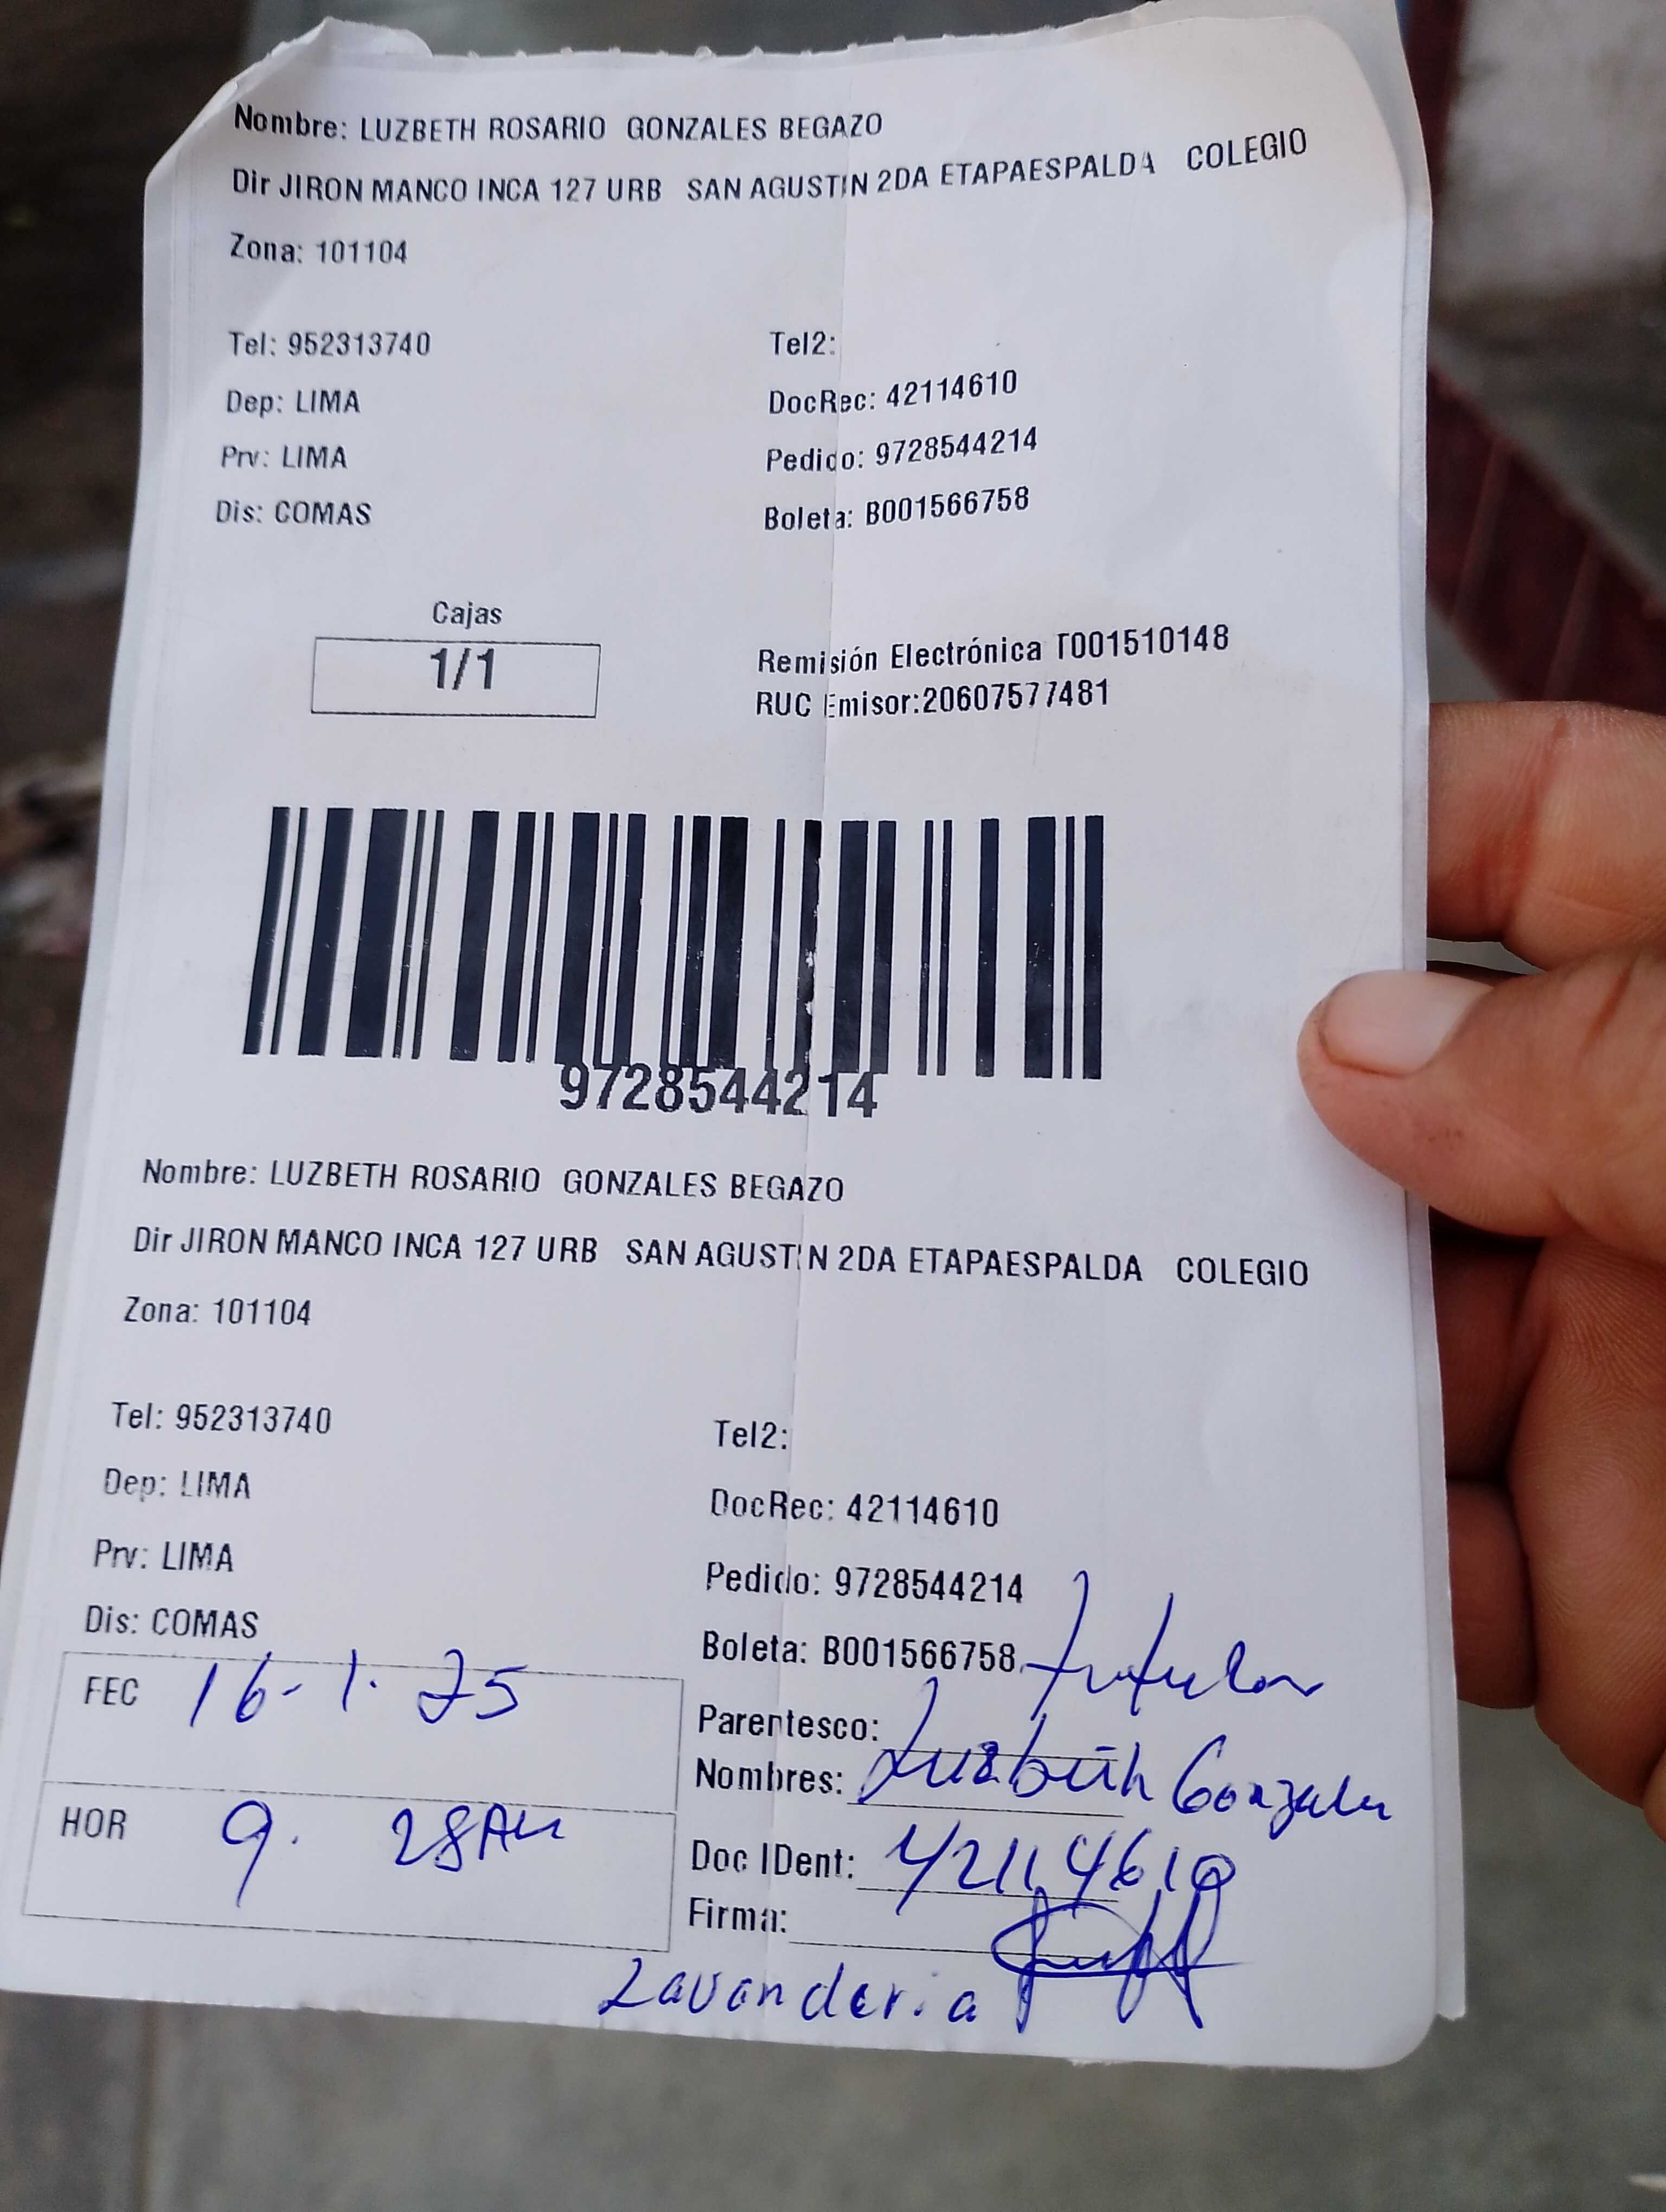 Nombre: LUZBETH ROSARIO GONZALES BEGAZO
Dir JIRON MANCO INCA 127 URB SAN AGUSTIN 2DA ETAPAESPALDA COLEGIO
Zona: 101104
Tel: 952313740 Tel2:
Dep: LIMA DocRec: 42114610
Prv: LIMA Pedido: 9728544214
Dis: COMAS Boleta: B001566758
Cajas
1/1
Remisión Electrónica T001510148
RUC Emisor:20607577481
9728544214
Nombre: LUZBETH ROSARIO GONZALES BEGAZO
Dir JIRON MANCO INCA 127 URB SAN AGUSTIN 2DA ETAPAESPALDA COLEGIO
Zona: 101104
Tel: 952313740 Tel2:
Dep: LIMA DocRec: 42114610
Prv: LIMA Pedido: 9728544214
Dis: COMAS Boleta: B001566758
FEC 16-1.25
Parentesco: Titular
Nombres: Luzbeth Gonzales
HOR 9. 28AM
Doc IDent: 42114610
Firma:
Lavanderia